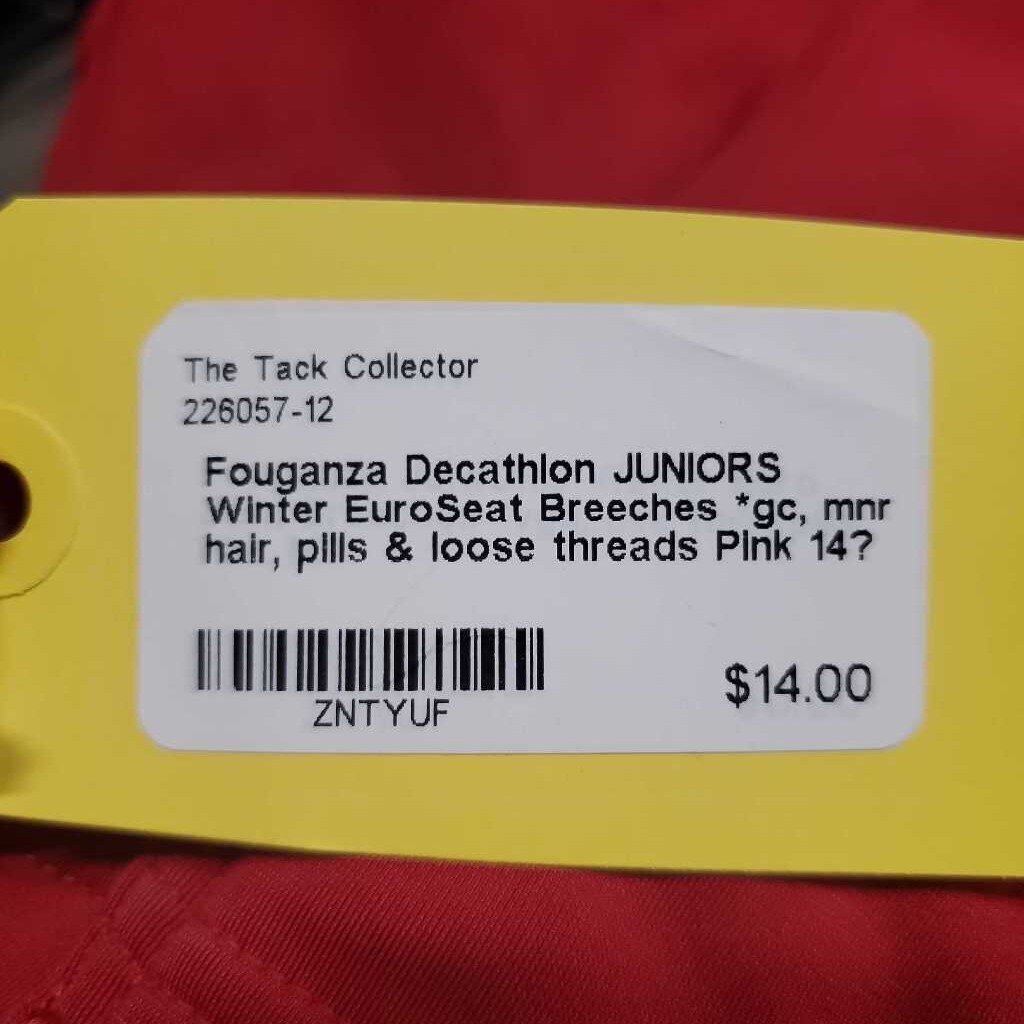 The Tack Collector
226057-12
Fouganza Decathlon JUNIORS
Winter EuroSeat Breeches *gc, mnr
hair, pills & loose threads Pink 14?
ZNTYUF
$14.00